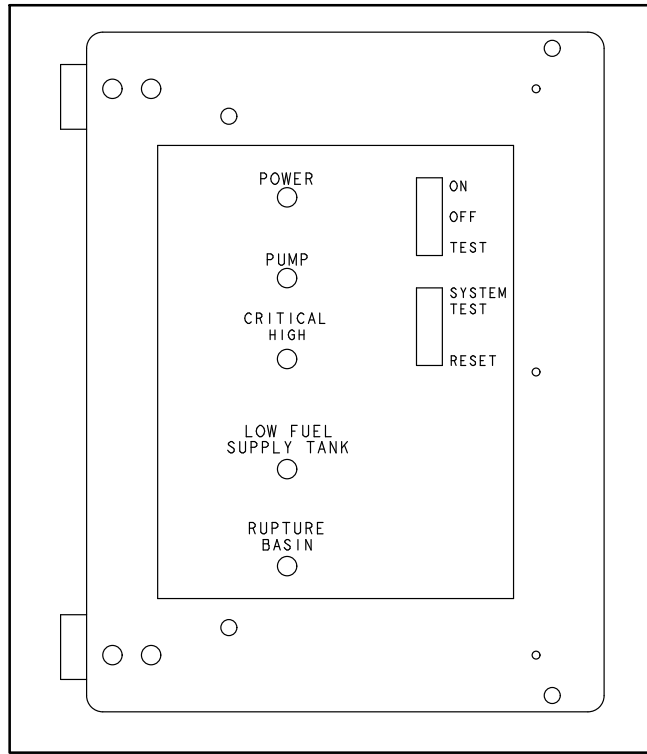 POWER
PUMP
CRITICAL
HIGH
LOW FUEL
SUPPLY TANK
RUPTURE
BASIN
ON
OFF
TEST
SYSTEM
TEST
RESET